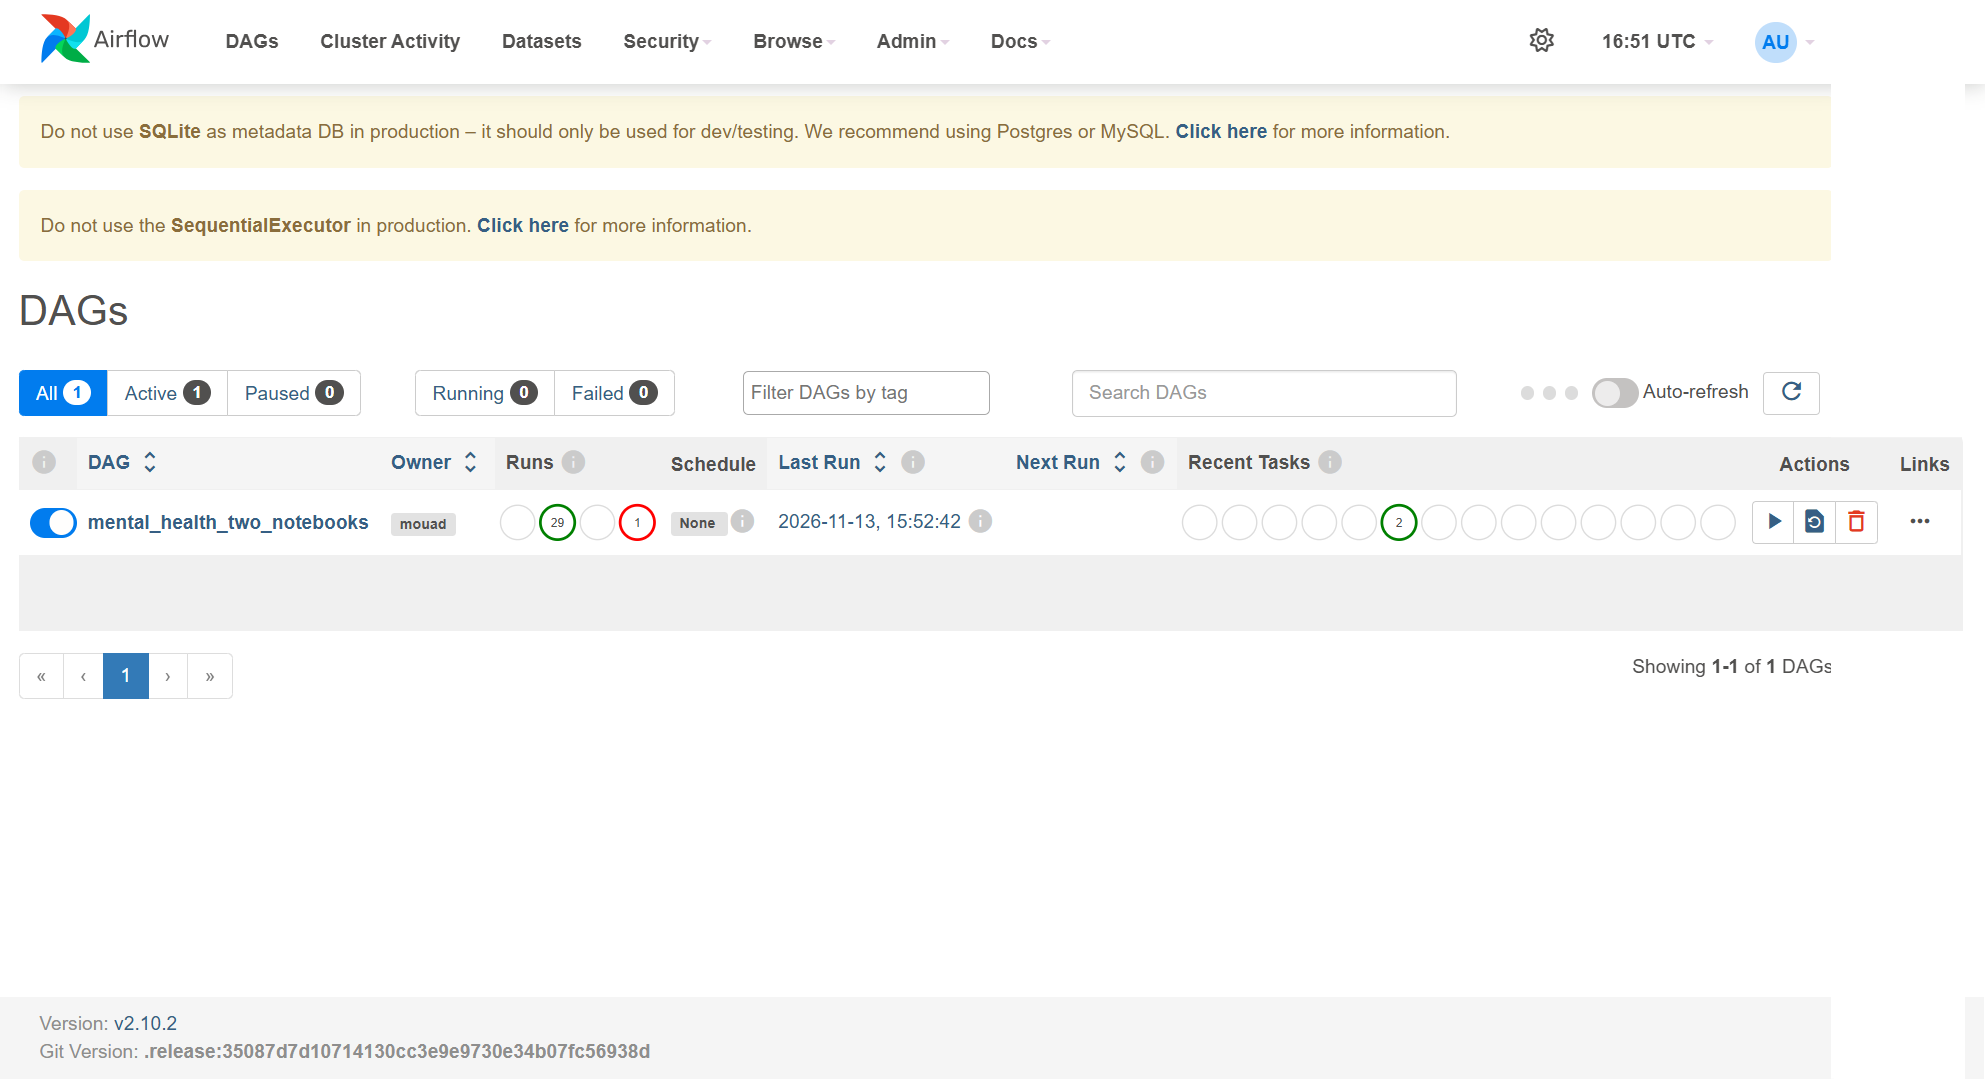 Airflow DAGs Cluster Activity Datasets Security Browse Admin Docs 16:51 UTC AU
Do not use SQLite as metadata DB in production – it should only be used for dev/testing. We recommend using Postgres or MySQL. Click here for more information.
Do not use the SequentialExecutor in production. Click here for more information.
DAGs
All 1 Active 1 Paused 0 Running 0 Failed 0 Filter DAGs by tag Search DAGs Auto-refresh
DAG Owner Runs Schedule Last Run Next Run Recent Tasks Actions Links
mental_health_two_notebooks mouad 29 1 None 2026-11-13, 15:52:42 2
« ‹ 1 › » Showing 1-1 of 1 DAGs
Version: v2.10.2
Git Version: .release:35087d7d10714130cc3e9e9730e34b07fc56938d